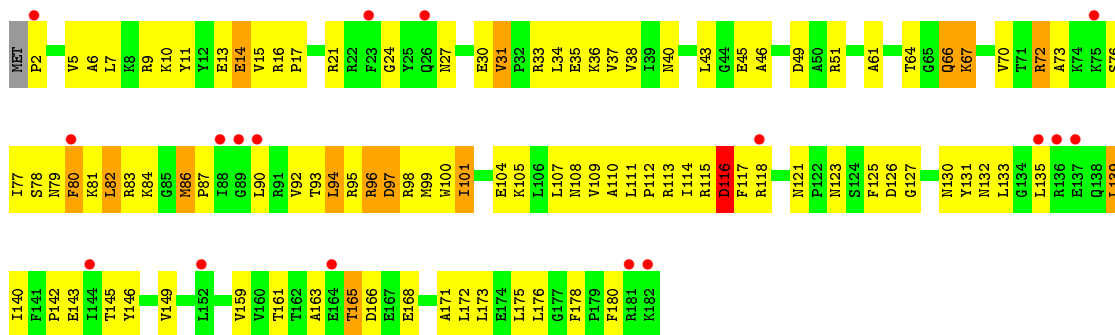 MET P2 V5 A6 L7 K8 R9 K10 Y11 Y12 E13 E14 V15 R16 P17 R21 R22 F23 G24 Y25 Q26 N27 E30 V31 P32 R33 L34 E35 K36 V37 V38 I39 N40 L43 G44 E45 A46 D49 A50 R51 A61 T64 G65 Q66 K67 V70 T71 R72 A73 K74 K75 S76
I77 S78 N79 F80 K81 L82 R83 K84 G85 M86 P87 I88 G89 L90 R91 V92 T93 L94 R95 R96 D97 R98 M99 W100 I101 E104 K105 L106 L107 N108 V109 A110 L111 P112 R113 I114 R115 D116 F117 R118 N121 P122 N123 S124 F125 D126 G127 N130 Y131 N132 L133 G134 L135 R136 E137 Q138 L139
I140 F141 P142 E143 I144 T145 Y146 V149 L152 V159 V160 T161 T162 A163 E164 T165 D166 E167 E168 A171 L172 L173 E174 L175 L176 G177 F178 P179 F180 R181 K182